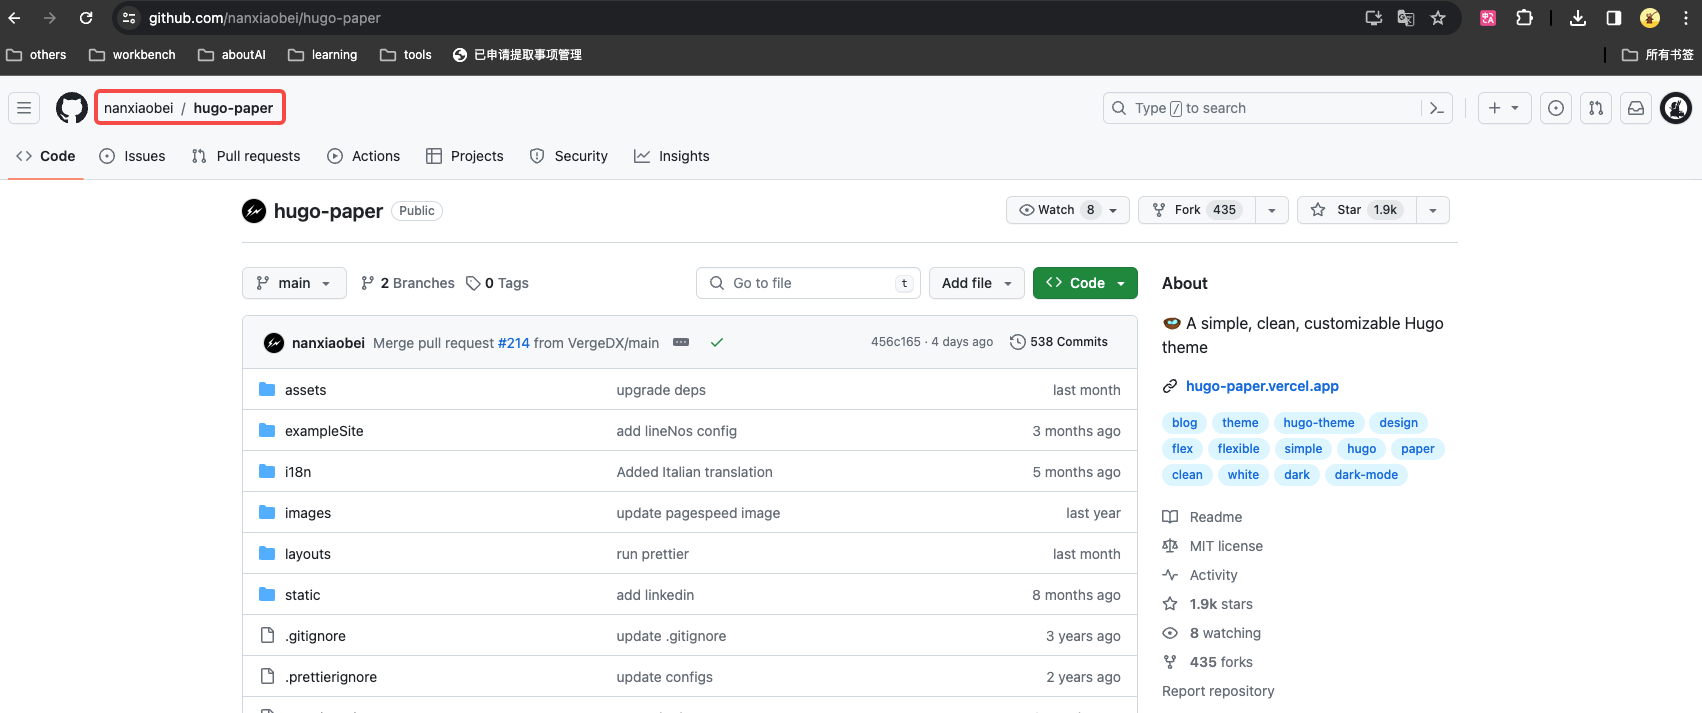 github.com/nanxiaobei/hugo-paper
others workbench aboutAI learning tools 已申请提取事项管理 所有书签
nanxiaobei / hugo-paper Type / to search
Code Issues Pull requests Actions Projects Security Insights
hugo-paper Public Watch 8 Fork 435 Star 1.9k
main 2 Branches 0 Tags Go to file t Add file Code
nanxiaobei Merge pull request #214 from VergeDX/main 456c165 · 4 days ago 538 Commits
assets upgrade deps last month
exampleSite add lineNos config 3 months ago
i18n Added Italian translation 5 months ago
images update pagespeed image last year
layouts run prettier last month
static add linkedin 8 months ago
.gitignore update .gitignore 3 years ago
.prettierignore update configs 2 years ago
About
A simple, clean, customizable Hugo
theme
hugo-paper.vercel.app
blog theme hugo-theme design
flex flexible simple hugo paper
clean white dark dark-mode
Readme
MIT license
Activity
1.9k stars
8 watching
435 forks
Report repository